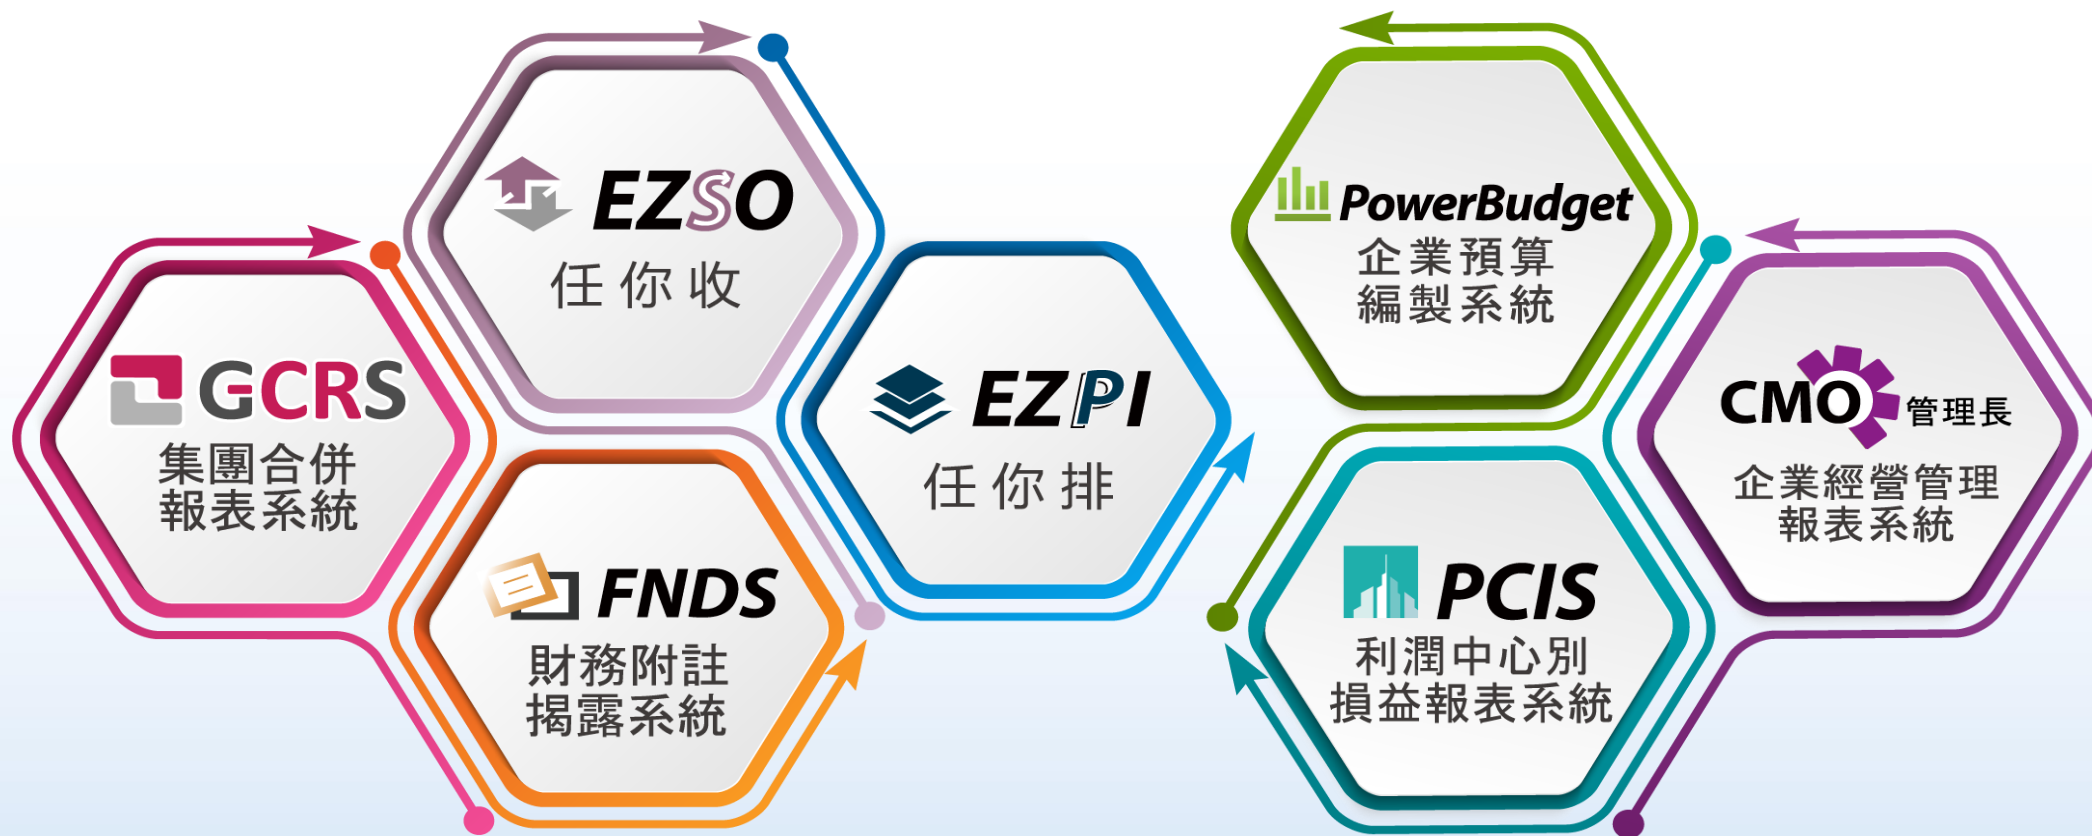 GCRS
集團合併
報表系統
EZSO
任你收
FNDS
財務附註
揭露系統
EZPI
任你排
PowerBudget
企業預算
編製系統
PCIS
利潤中心別
損益報表系統
CMO管理長
企業經營管理
報表系統